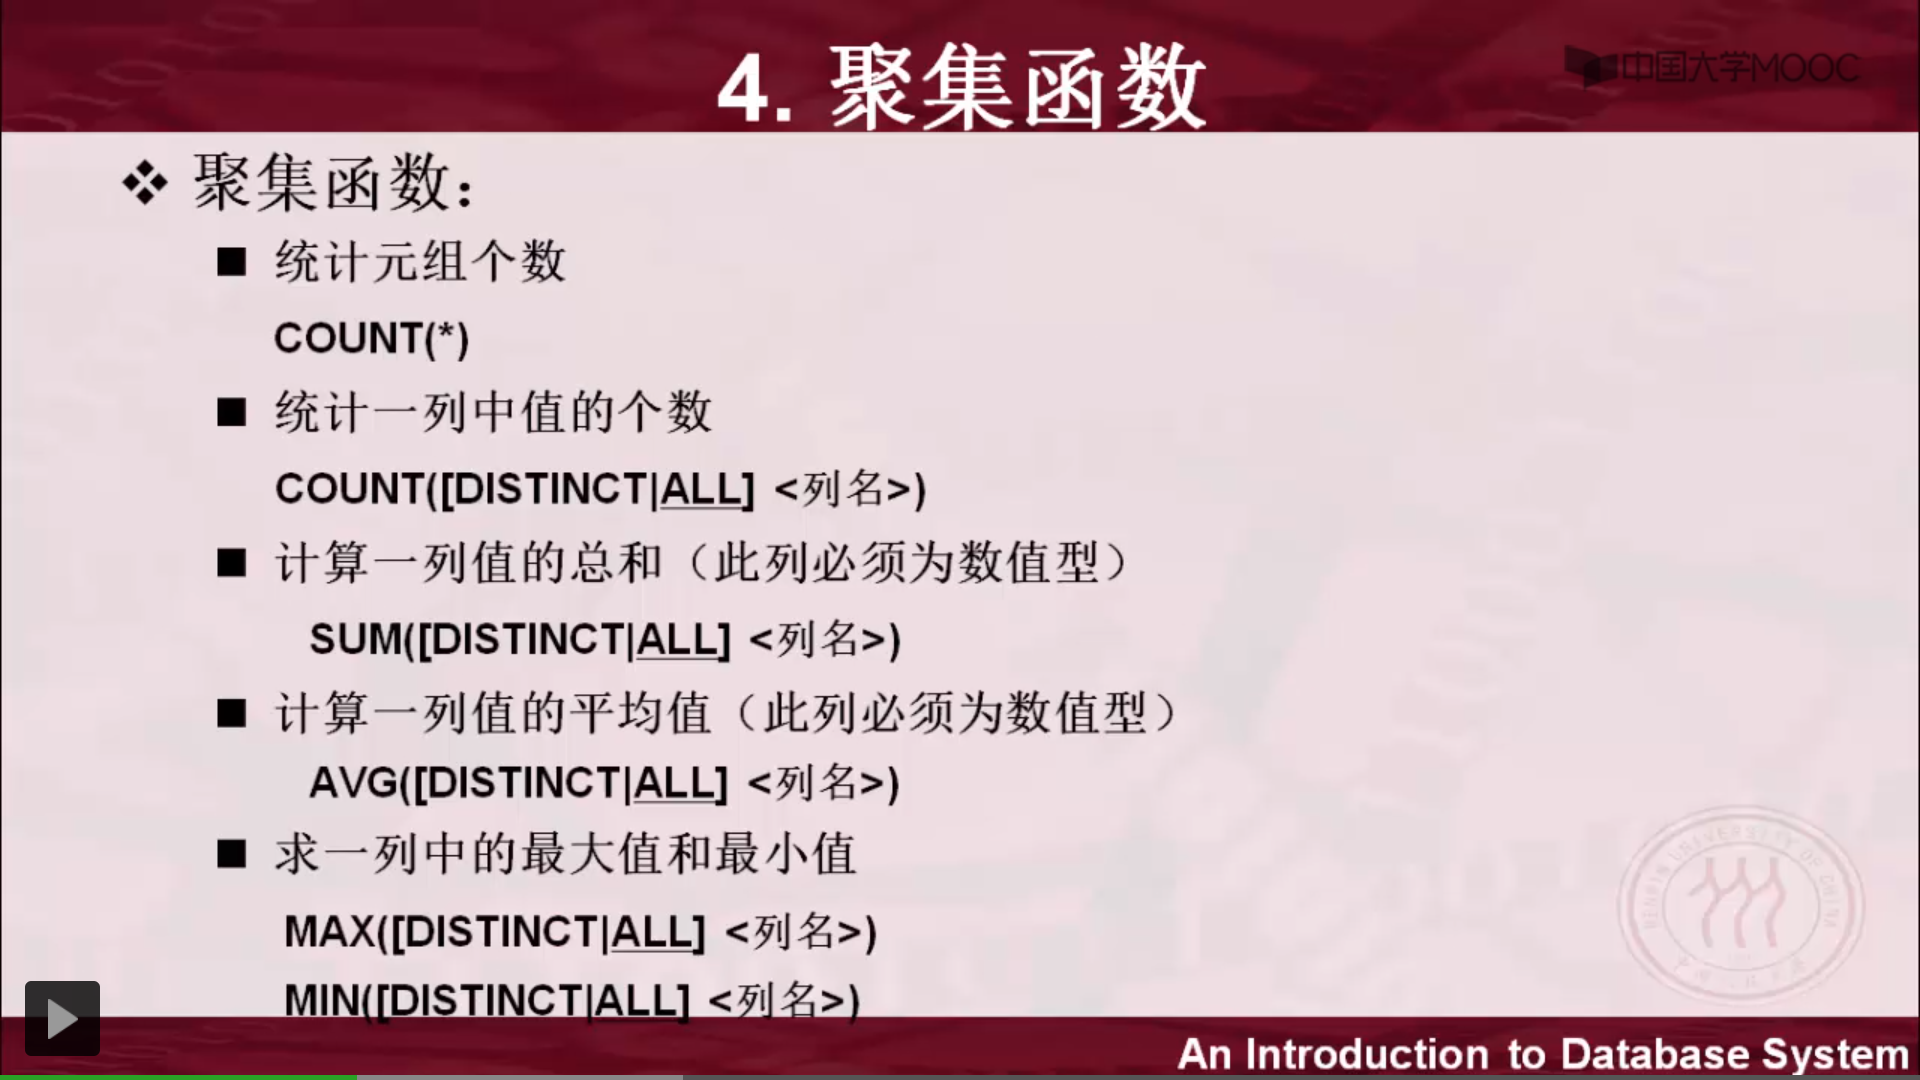 4. 聚集函数
中国大学MOOC
聚集函数：
统计元组个数
COUNT(*)
统计一列中值的个数
COUNT([DISTINCT|ALL] <列名>)
计算一列值的总和（此列必须为数值型）
SUM([DISTINCT|ALL] <列名>)
计算一列值的平均值（此列必须为数值型）
AVG([DISTINCT|ALL] <列名>)
求一列中的最大值和最小值
MAX([DISTINCT|ALL] <列名>)
MIN([DISTINCT|ALL] <列名>)
RENMIN UNIVERSITY OF CHINA
An Introduction to Database System